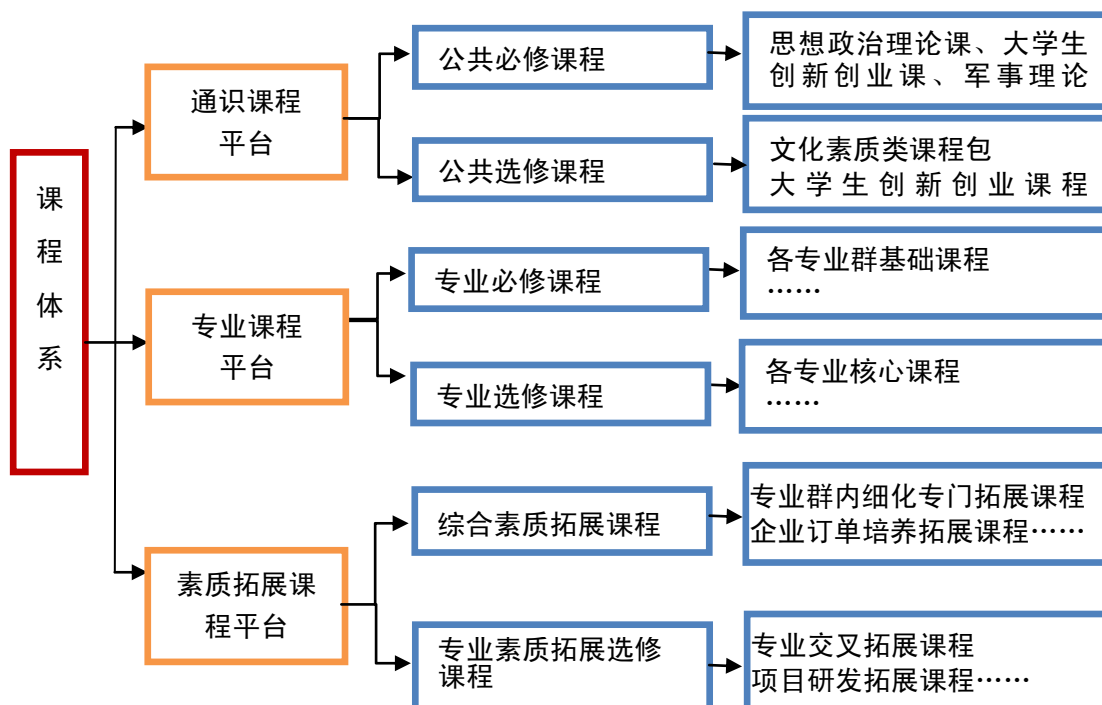 课
程
体
系
通识课程
平台
公共必修课程
思想政治理论课、大学生
创新创业课、军事理论
公共选修课程
文化素质类课程包
大学生创新创业课程
专业课程
平台
专业必修课程
各专业群基础课程
……
专业选修课程
各专业核心课程
……
素质拓展课
程平台
综合素质拓展课程
专业群内细化专门拓展课程
企业订单培养拓展课程……
专业素质拓展选修
课程
专业交叉拓展课程
项目研发拓展课程……